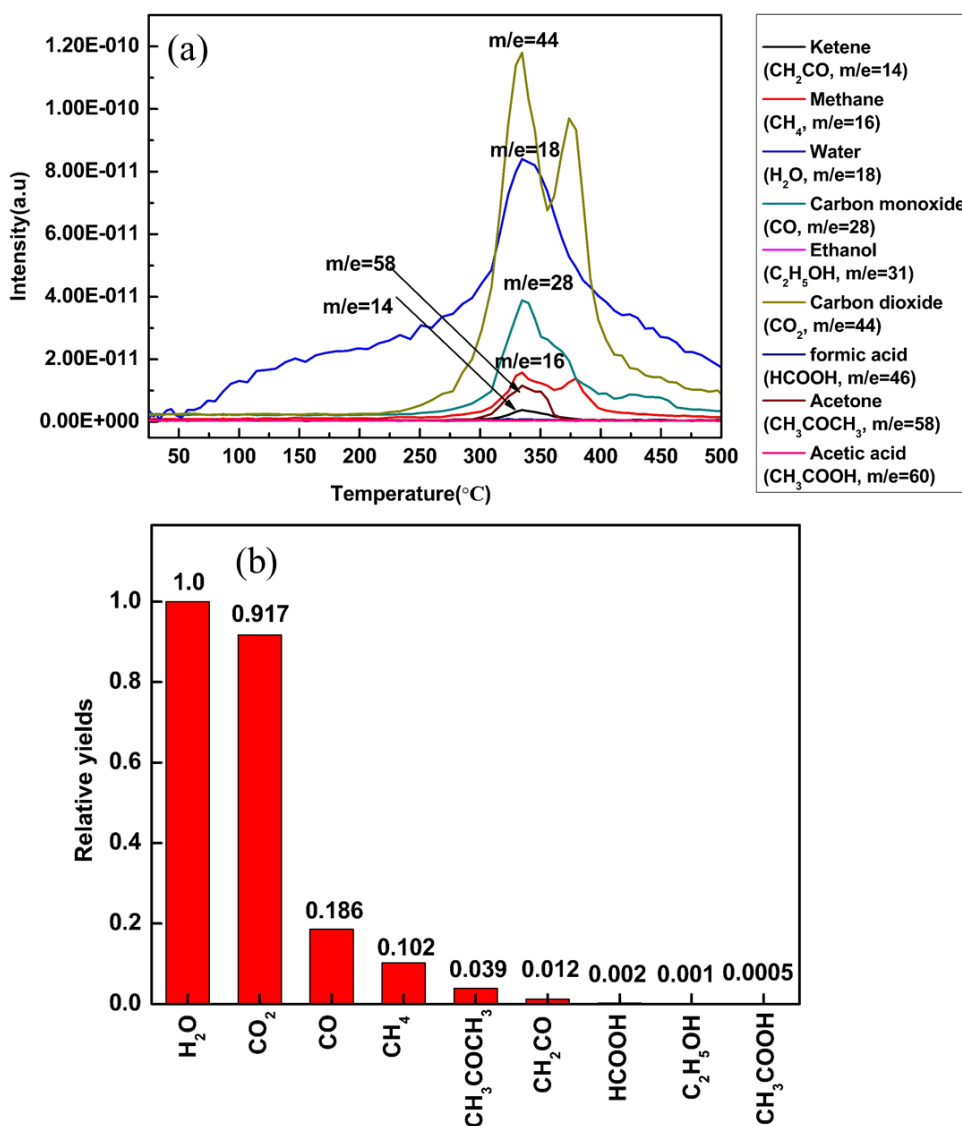 (a)
m/e=44
m/e=18
m/e=58
m/e=14
m/e=28
m/e=16
1.20E-010
1.00E-010
8.00E-011
6.00E-011
4.00E-011
2.00E-011
0.00E+000
Intensity(a.u)
50 100 150 200 250 300 350 400 450 500
Temperature(°C)
Ketene
(CH₂CO, m/e=14)
Methane
(CH₄, m/e=16)
Water
(H₂O, m/e=18)
Carbon monoxide
(CO, m/e=28)
Ethanol
(C₂H₅OH, m/e=31)
Carbon dioxide
(CO₂, m/e=44)
formic acid
(HCOOH, m/e=46)
Acetone
(CH₃COCH₃, m/e=58)
Acetic acid
(CH₃COOH, m/e=60)
(b)
1.0
0.8
0.6
0.4
0.2
0.0
Relative yields
1.0 0.917 0.186 0.102 0.039 0.012 0.002 0.001 0.0005
H₂O CO₂ CO CH₄ CH₃COCH₃ CH₂CO HCOOH C₂H₅OH CH₃COOH